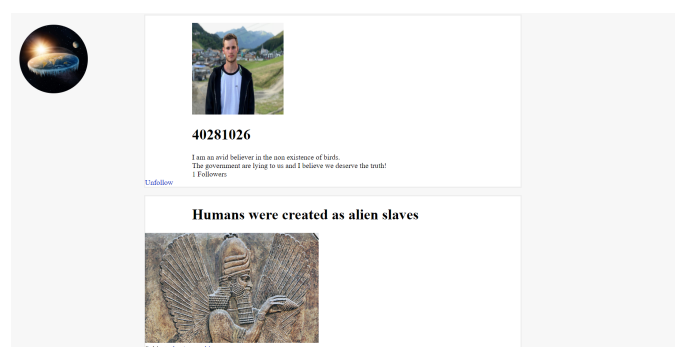 40281026
I am an avid believer in the non existence of birds.
The government are lying to us and I believe we deserve the truth!
1 Followers
Unfollow
Humans were created as alien slaves